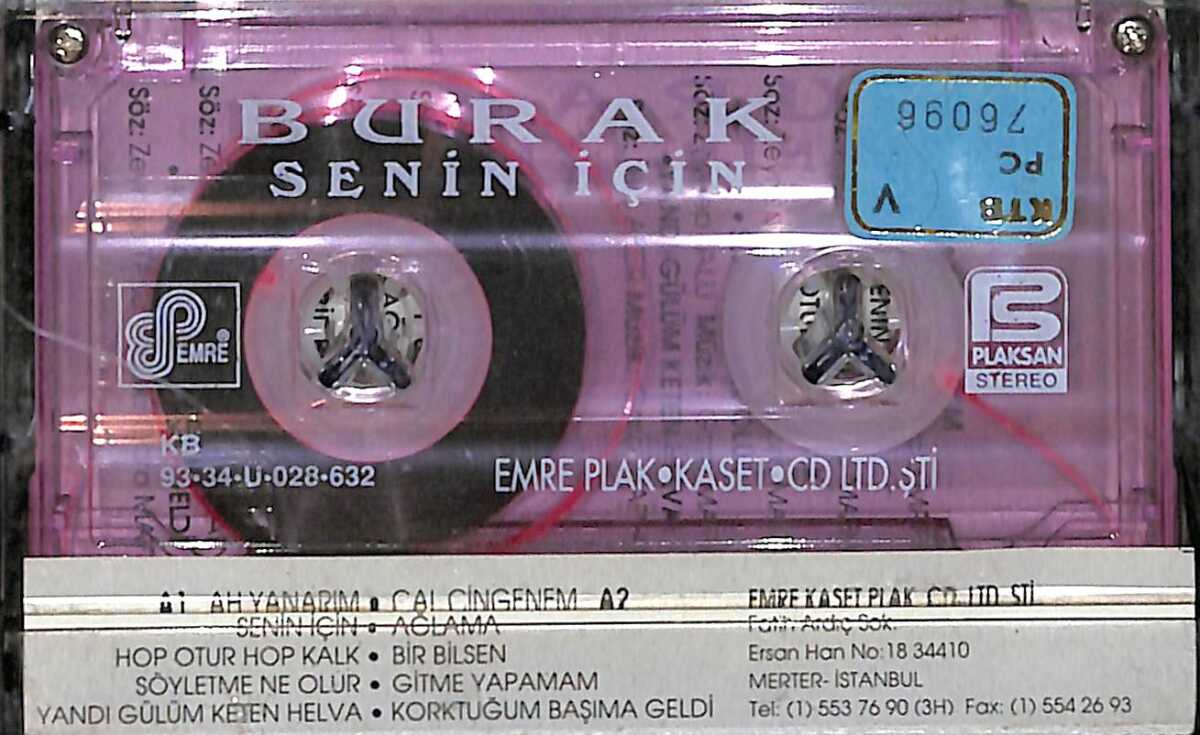 BURAK
SENİN İÇİN
76096
PC
KTB V
EMRE
PLAKSAN
STEREO
KB
93·34·U·028·632
EMRE PLAK•KASET•CD LTD.ŞTİ
A1 AH YANARIM • ÇAL ÇİNGENEM A2
SENİN İÇİN • AĞLAMA
HOP OTUR HOP KALK • BİR BİLSEN
SÖYLETME NE OLUR • GİTME YAPAMAM
YANDI GÜLÜM KETEN HELVA • KORKTUĞUM BAŞIMA GELDİ
EMRE KASET PLAK CD LTD ŞTİ
Fatih Ardıç Sok.
Ersan Han No:18 34410
MERTER- İSTANBUL
Tel: (1) 553 76 90 (3H) Fax: (1) 554 26 93